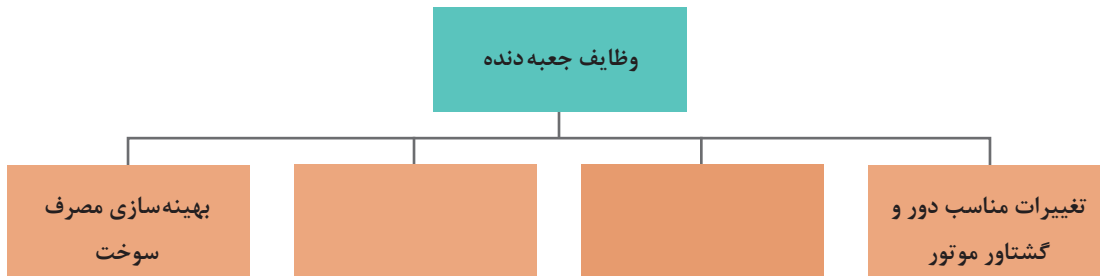 وظایف جعبه دنده
تغییرات مناسب دور و
گشتاور موتور
بهینه‌سازی مصرف
سوخت